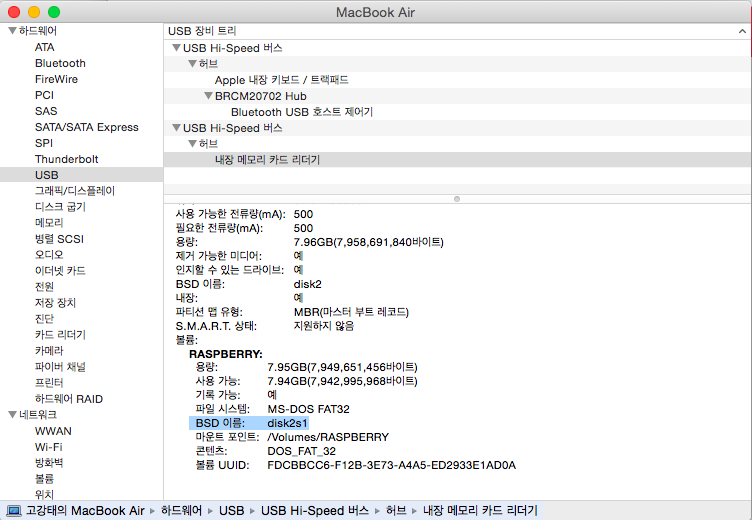 MacBook Air
하드웨어
ATA
Bluetooth
FireWire
PCI
SAS
SATA/SATA Express
SPI
Thunderbolt
USB
그래픽/디스플레이
디스크 굽기
메모리
병렬 SCSI
오디오
이더넷 카드
전원
저장 장치
진단
카드 리더기
카메라
파이버 채널
프린터
하드웨어 RAID
네트워크
WWAN
Wi-Fi
방화벽
볼륨
위치
USB 장비 트리
USB Hi-Speed 버스
허브
Apple 내장 키보드 / 트랙패드
BRCM20702 Hub
Bluetooth USB 호스트 제어기
USB Hi-Speed 버스
허브
내장 메모리 카드 리더기
사용 가능한 전류량(mA): 500
필요한 전류량(mA): 500
용량: 7.96GB(7,958,691,840바이트)
제거 가능한 미디어: 예
인지할 수 있는 드라이브: 예
BSD 이름: disk2
내장: 예
파티션 맵 유형: MBR(마스터 부트 레코드)
S.M.A.R.T. 상태: 지원하지 않음
볼륨:
RASPBERRY:
용량: 7.95GB(7,949,651,456바이트)
사용 가능: 7.94GB(7,942,995,968바이트)
기록 가능: 예
파일 시스템: MS-DOS FAT32
BSD 이름: disk2s1
마운트 포인트: /Volumes/RASPBERRY
콘텐츠: DOS_FAT_32
볼륨 UUID: FDCBBCC6-F12B-3E73-A4A5-ED2933E1AD0A
고강태의 MacBook Air ▸ 하드웨어 ▸ USB ▸ USB Hi-Speed 버스 ▸ 허브 ▸ 내장 메모리 카드 리더기